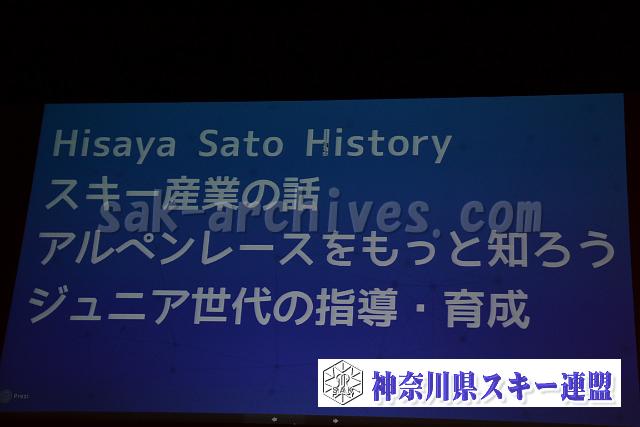 Hisaya Sato History
スキー産業の話
sak-archives.com
アルペンレースをもっと知ろう
ジュニア世代の指導・育成
神奈川県スキー連盟
Prezi